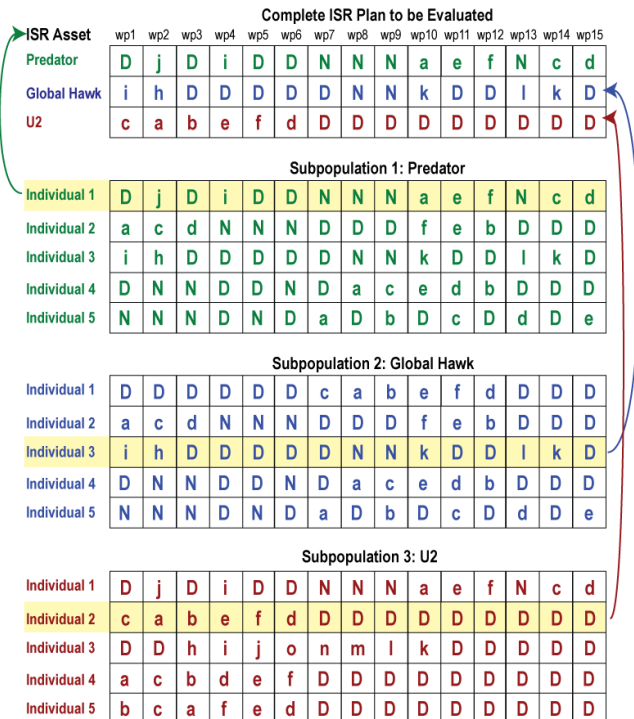 Complete ISR Plan to be Evaluated
ISR Asset wp1 wp2 wp3 wp4 wp5 wp6 wp7 wp8 wp9 wp10 wp11 wp12 wp13 wp14 wp15
Predator D j D i D D N N N a e f N c d
Global Hawk i h D D D D D N N k D D l k D
U2 c a b e f d D D D D D D D D D
Subpopulation 1: Predator
Individual 1 D j D i D D N N N a e f N c d
Individual 2 a c d N N N D D D f e b D D D
Individual 3 i h D D D D D N N k D D l k D
Individual 4 D N N D D N D a c e d b D D D
Individual 5 N N N D N D a D b D c D d D e
Subpopulation 2: Global Hawk
Individual 1 D D D D D D c a b e f d D D D
Individual 2 a c d N N N D D D f e b D D D
Individual 3 i h D D D D D N N k D D l k D
Individual 4 D N N D D N D a c e d b D D D
Individual 5 N N N D N D a D b D c D d D e
Subpopulation 3: U2
Individual 1 D j D i D D N N N a e f N c d
Individual 2 c a b e f d D D D D D D D D D
Individual 3 D D h i j o n m l k D D D D D
Individual 4 a c b d e f D D D D D D D D D
Individual 5 b c a f e d D D D D D D D D D